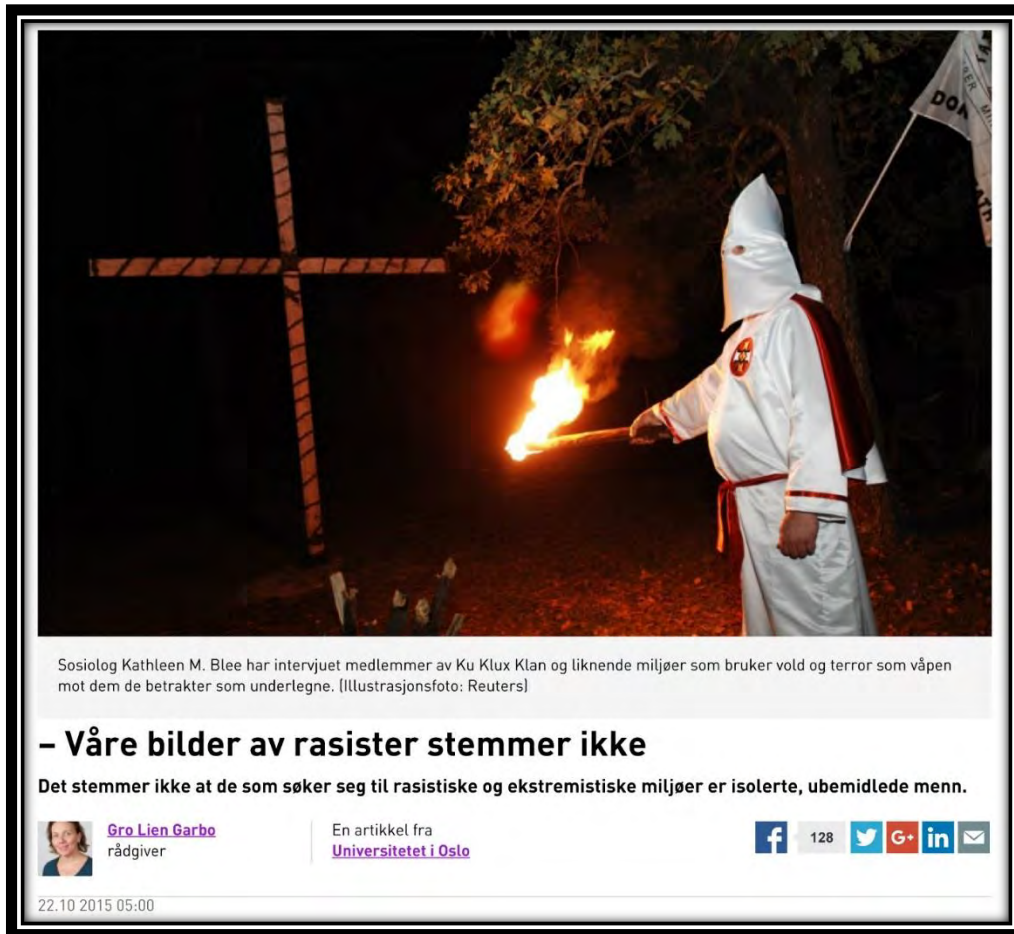 DOR
Sosiolog Kathleen M. Blee har intervjuet medlemmer av Ku Klux Klan og liknende miljøer som bruker vold og terror som våpen
mot dem de betrakter som underlegne. (Illustrasjonsfoto: Reuters)
– Våre bilder av rasister stemmer ikke
Det stemmer ikke at de som søker seg til rasistiske og ekstremistiske miljøer er isolerte, ubemidlede menn.
Gro Lien Garbo
rådgiver
En artikkel fra
Universitetet i Oslo
f 128 G+ in
22.10 2015 05:00